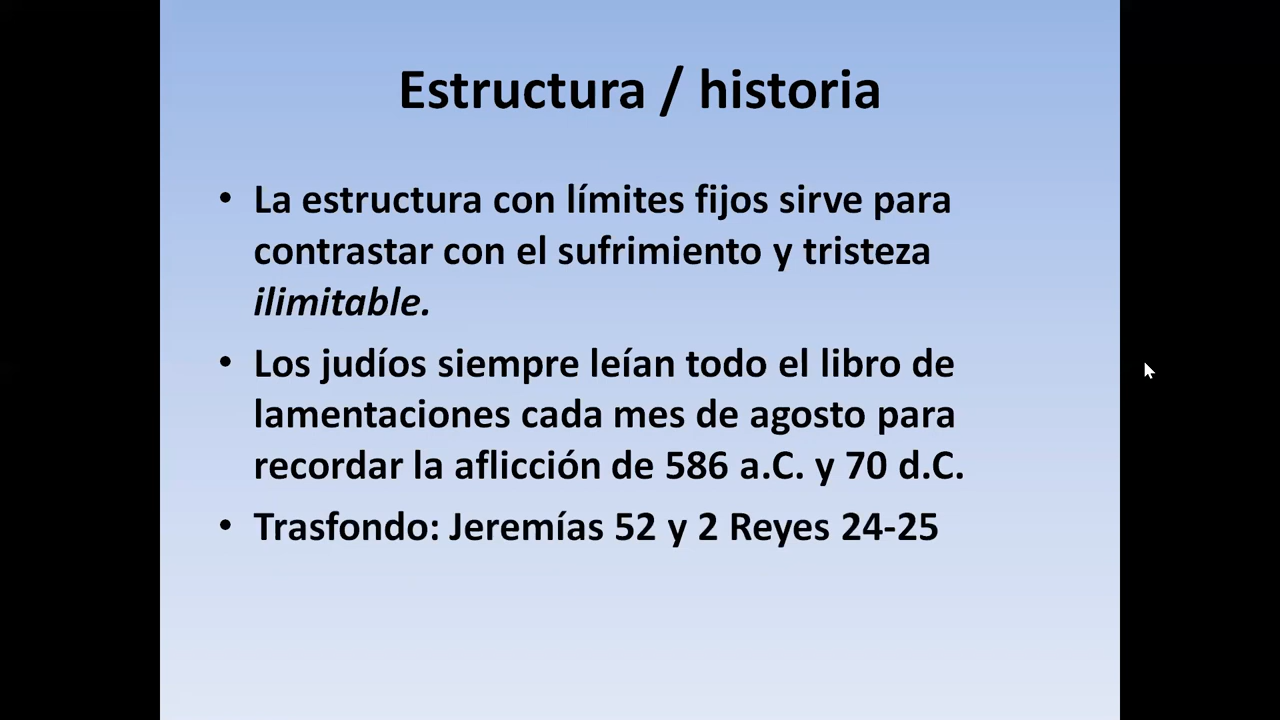 Estructura / historia
• La estructura con límites fijos sirve para
contrastar con el sufrimiento y tristeza
ilimitable.
• Los judíos siempre leían todo el libro de
lamentaciones cada mes de agosto para
recordar la aflicción de 586 a.C. y 70 d.C.
• Trasfondo: Jeremías 52 y 2 Reyes 24-25